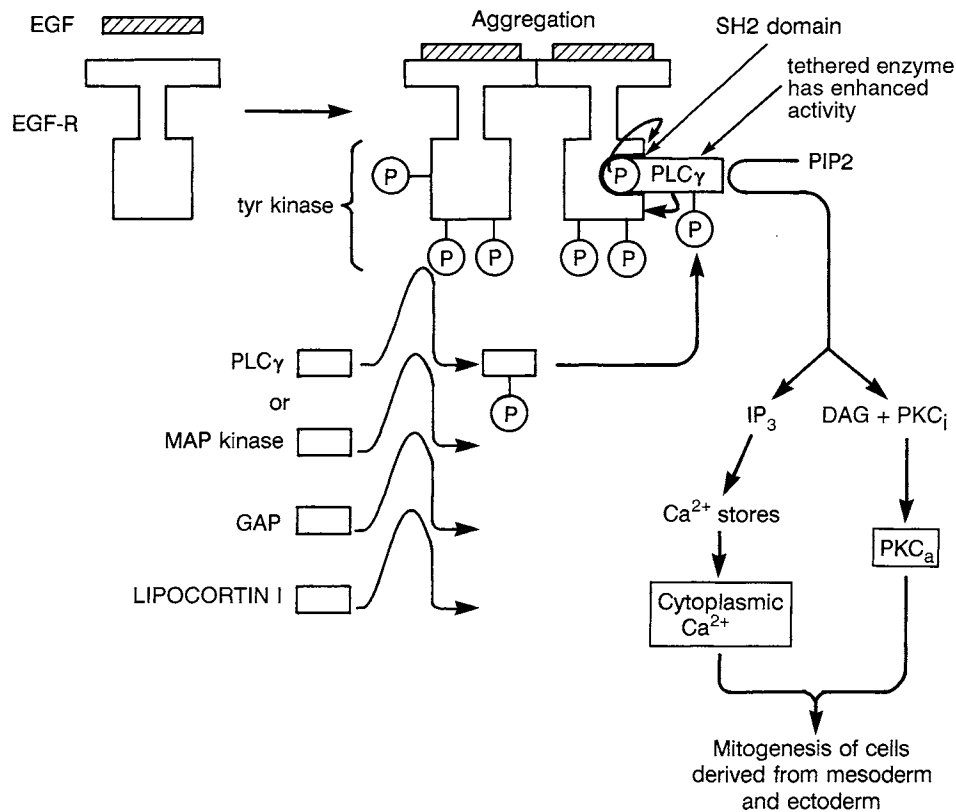 EGF
EGF-R
Aggregation
SH2 domain
tethered enzyme
has enhanced
activity
tyr kinase
P
P
P
P
PLCγ
P
P
P
PIP2
PLCγ
or
MAP kinase
GAP
LIPOCORTIN I
P
IP₃
DAG + PKCᵢ
Ca²⁺ stores
PKCₐ
Cytoplasmic
Ca²⁺
Mitogenesis of cells
derived from mesoderm
and ectoderm